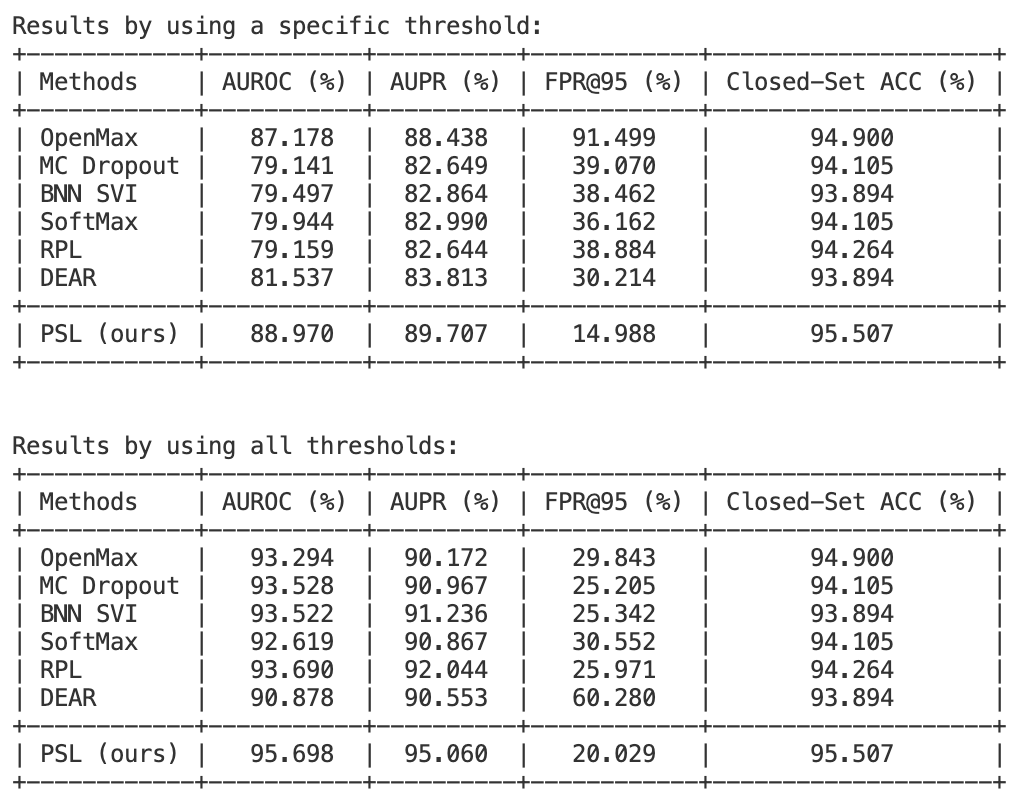 Results by using a specific threshold:
+-------------+------------+-----------+-------------+----------------------+
| Methods | AUROC (%) | AUPR (%) | FPR@95 (%) | Closed-Set ACC (%) |
+-------------+------------+-----------+-------------+----------------------+
| OpenMax | 87.178 | 88.438 | 91.499 | 94.900 |
| MC Dropout | 79.141 | 82.649 | 39.070 | 94.105 |
| BNN SVI | 79.497 | 82.864 | 38.462 | 93.894 |
| SoftMax | 79.944 | 82.990 | 36.162 | 94.105 |
| RPL | 79.159 | 82.644 | 38.884 | 94.264 |
| DEAR | 81.537 | 83.813 | 30.214 | 93.894 |
+-------------+------------+-----------+-------------+----------------------+
| PSL (ours) | 88.970 | 89.707 | 14.988 | 95.507 |
+-------------+------------+-----------+-------------+----------------------+
Results by using all thresholds:
+-------------+------------+-----------+-------------+----------------------+
| Methods | AUROC (%) | AUPR (%) | FPR@95 (%) | Closed-Set ACC (%) |
+-------------+------------+-----------+-------------+----------------------+
| OpenMax | 93.294 | 90.172 | 29.843 | 94.900 |
| MC Dropout | 93.528 | 90.967 | 25.205 | 94.105 |
| BNN SVI | 93.522 | 91.236 | 25.342 | 93.894 |
| SoftMax | 92.619 | 90.867 | 30.552 | 94.105 |
| RPL | 93.690 | 92.044 | 25.971 | 94.264 |
| DEAR | 90.878 | 90.553 | 60.280 | 93.894 |
+-------------+------------+-----------+-------------+----------------------+
| PSL (ours) | 95.698 | 95.060 | 20.029 | 95.507 |
+-------------+------------+-----------+-------------+----------------------+